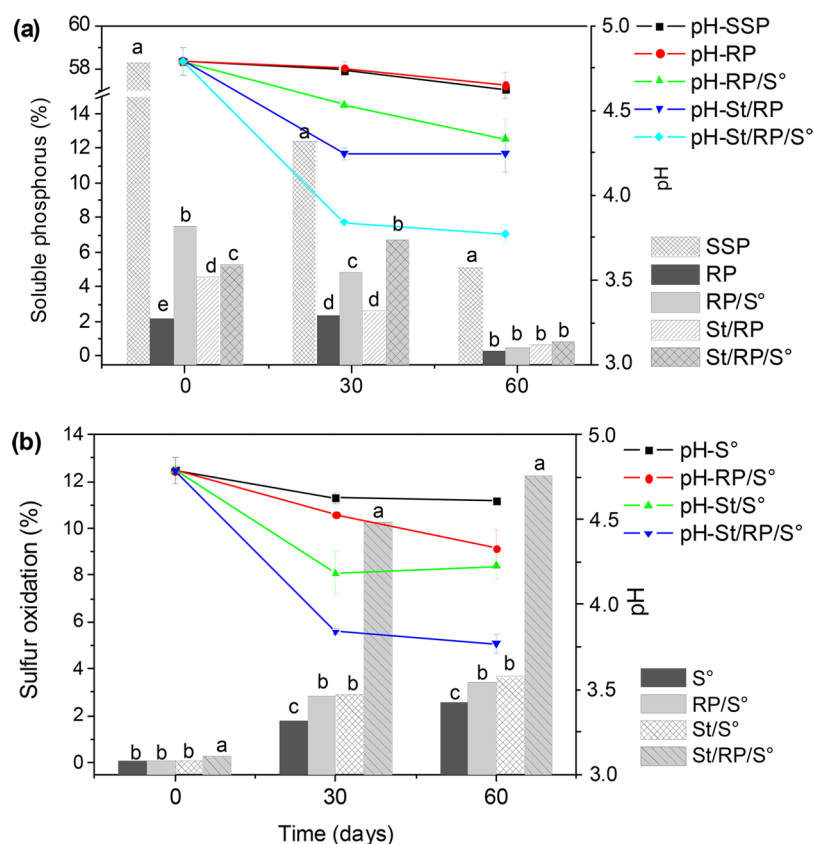 (a)
60
58
14
12
10
8
6
4
2
0
Soluble phosphorus (%)
a
e
b
d
c
a
d
c
d
b
a
b
b
b
b
0
30
60
5.0
4.75
4.0
3.5
3.0
pH
pH-SSP
pH-RP
pH-RP/S°
pH-St/RP
pH-St/RP/S°
SSP
RP
RP/S°
St/RP
St/RP/S°
(b)
14
12
10
8
6
4
2
0
Sulfur oxidation (%)
b
b
b
a
c
b
b
a
c
b
b
a
0
30
60
Time (days)
5.0
4.5
4.0
3.5
3.0
pH
pH-S°
pH-RP/S°
pH-St/S°
pH-St/RP/S°
S°
RP/S°
St/S°
St/RP/S°